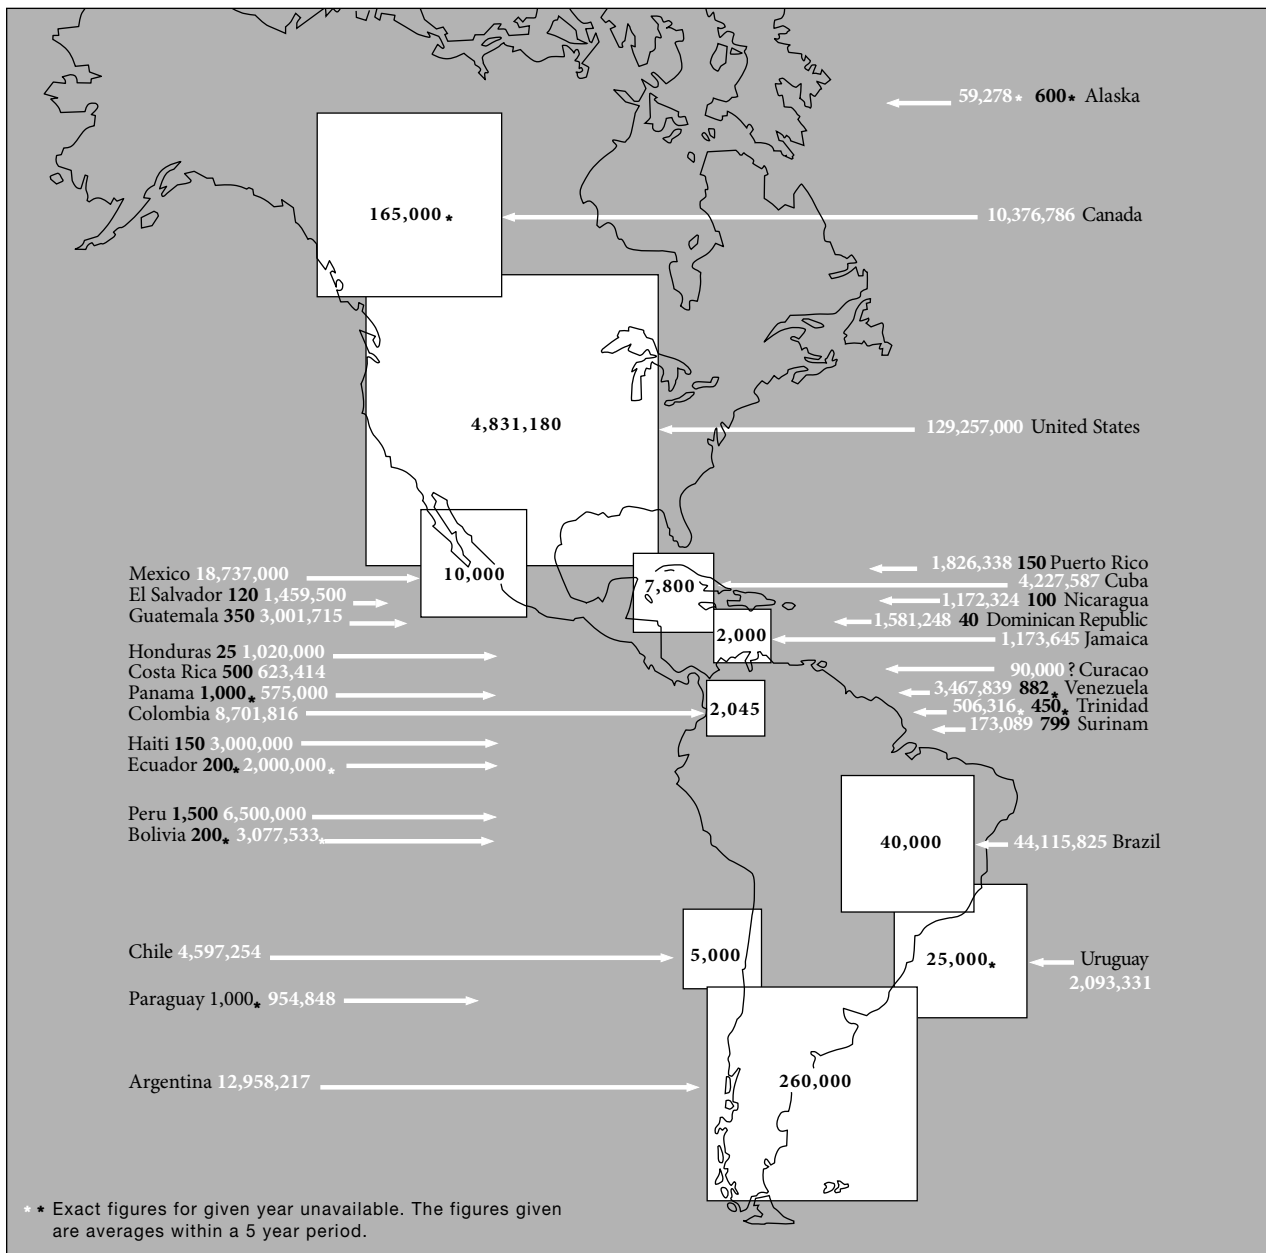 59,278* 600* Alaska
165,000*
10,376,786 Canada
4,831,180
129,257,000 United States
Mexico 18,737,000
10,000
El Salvador 120 1,459,500
Guatemala 350 3,001,715
7,800
1,826,338 150 Puerto Rico
4,227,587 Cuba
1,172,324 100 Nicaragua
1,581,248 40 Dominican Republic
2,000
1,173,645 Jamaica
Honduras 25 1,020,000
Costa Rica 500 623,414
Panama 1,000* 575,000
Colombia 8,701,816
2,045
90,000 ? Curacao
3,467,839 882* Venezuela
506,316* 450* Trinidad
173,089 799 Surinam
Haiti 150 3,000,000
Ecuador 200* 2,000,000*
Peru 1,500 6,500,000
Bolivia 200* 3,077,533*
40,000
44,115,825 Brazil
Chile 4,597,254
5,000
25,000*
Uruguay
2,093,331
Paraguay 1,000* 954,848
Argentina 12,958,217
260,000
* * Exact figures for given year unavailable. The figures given
are averages within a 5 year period.